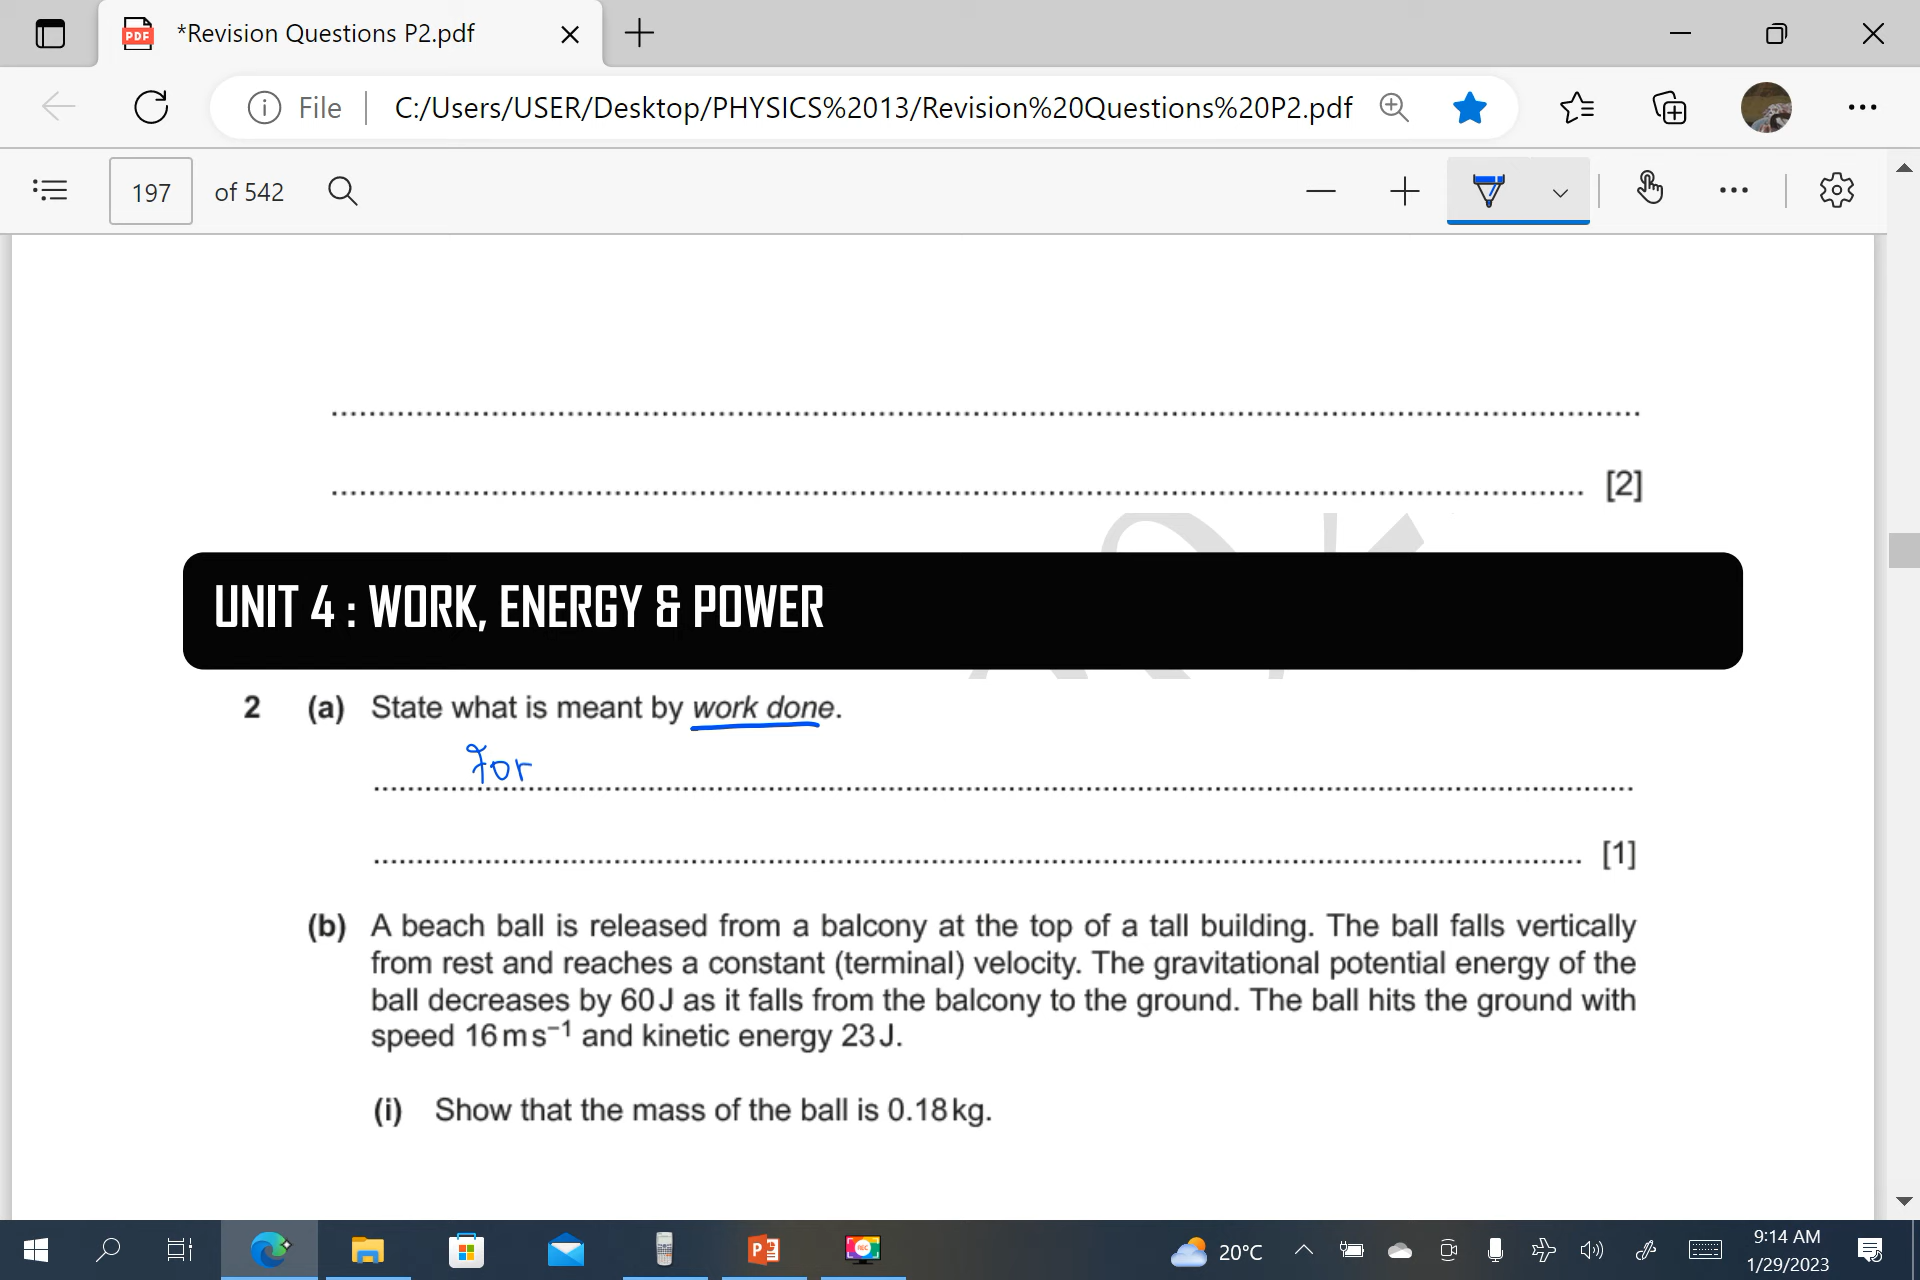 *Revision Questions P2.pdf
File C:/Users/USER/Desktop/PHYSICS%2013/Revision%20Questions%20P2.pdf
197 of 542
[2]
UNIT 4 : WORK, ENERGY & POWER
2 (a) State what is meant by work done.
For
[1]
(b) A beach ball is released from a balcony at the top of a tall building. The ball falls vertically
from rest and reaches a constant (terminal) velocity. The gravitational potential energy of the
ball decreases by 60 J as it falls from the balcony to the ground. The ball hits the ground with
speed 16 m s⁻¹ and kinetic energy 23 J.
(i) Show that the mass of the ball is 0.18 kg.
20°C
9:14 AM
1/29/2023